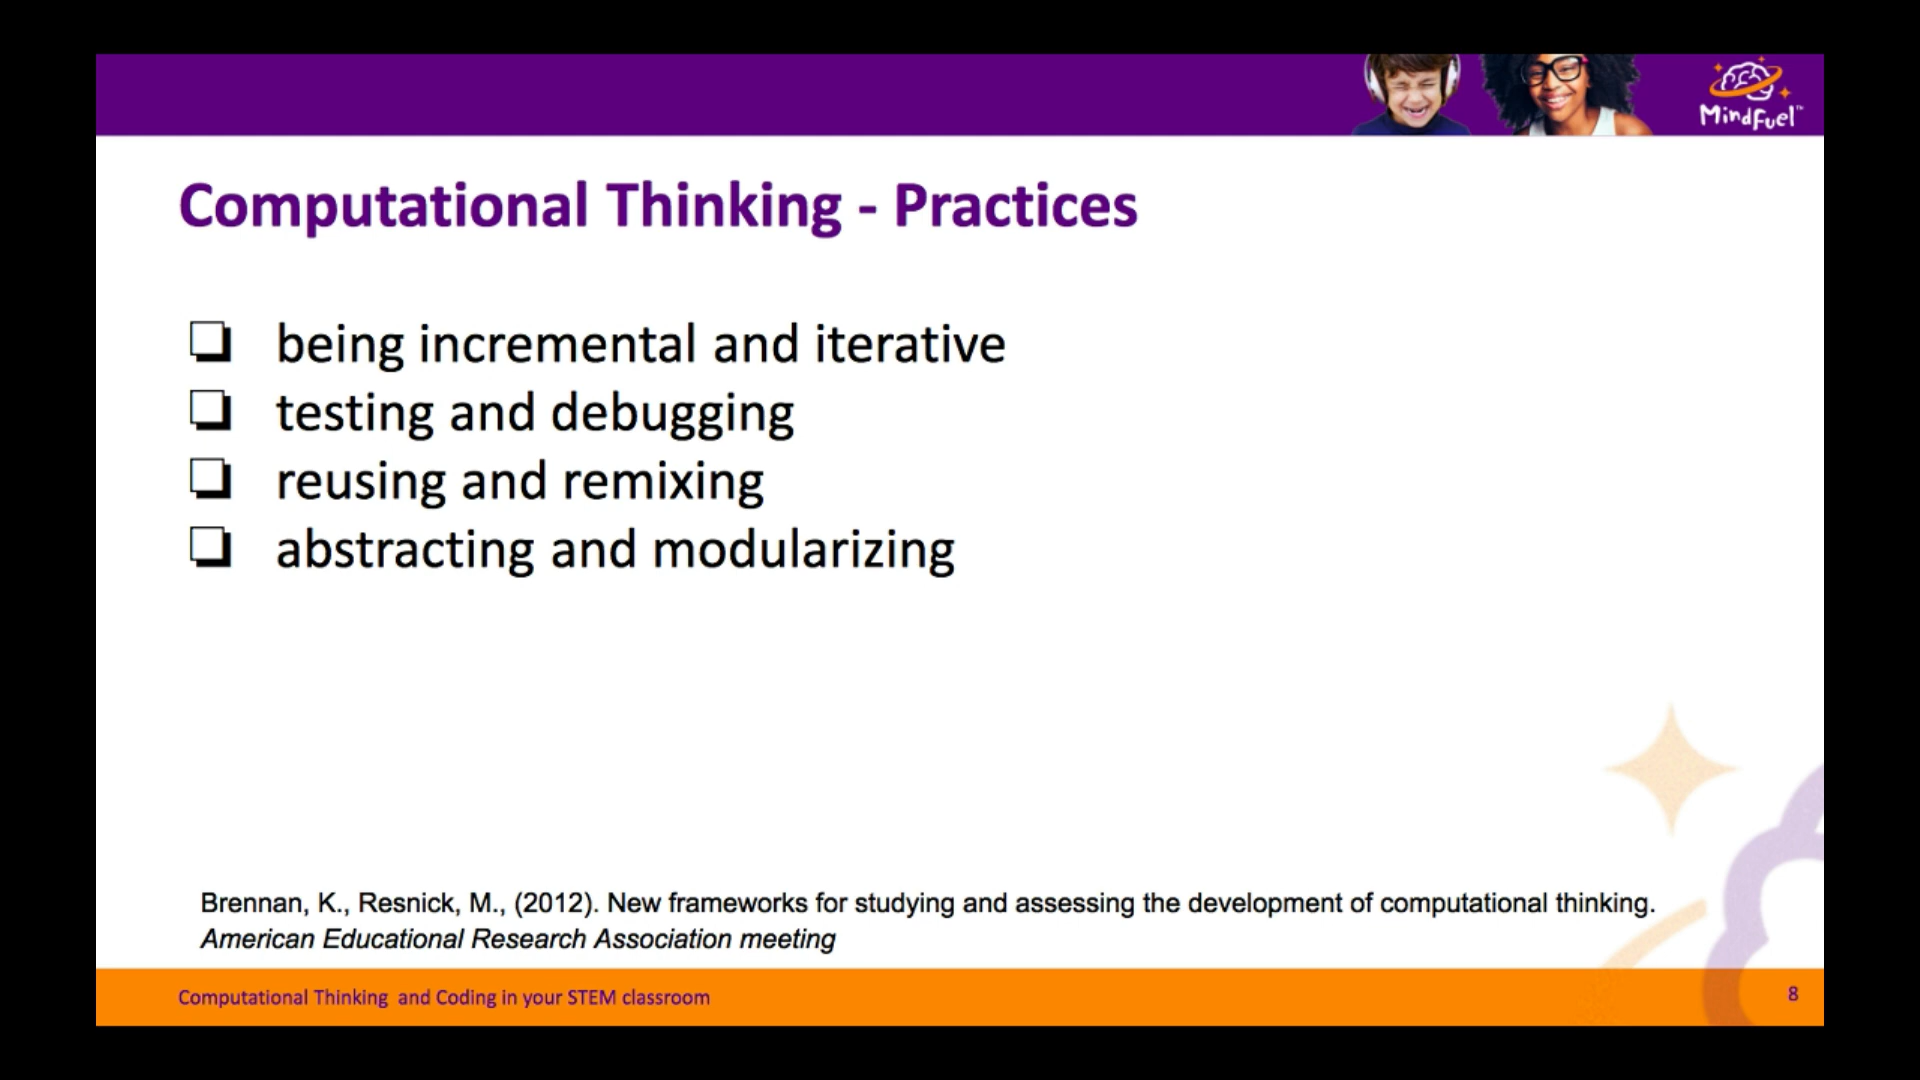 MindFuel™
Computational Thinking - Practices
❏ being incremental and iterative
❏ testing and debugging
❏ reusing and remixing
❏ abstracting and modularizing
Brennan, K., Resnick, M., (2012). New frameworks for studying and assessing the development of computational thinking.
American Educational Research Association meeting
Computational Thinking and Coding in your STEM classroom
8